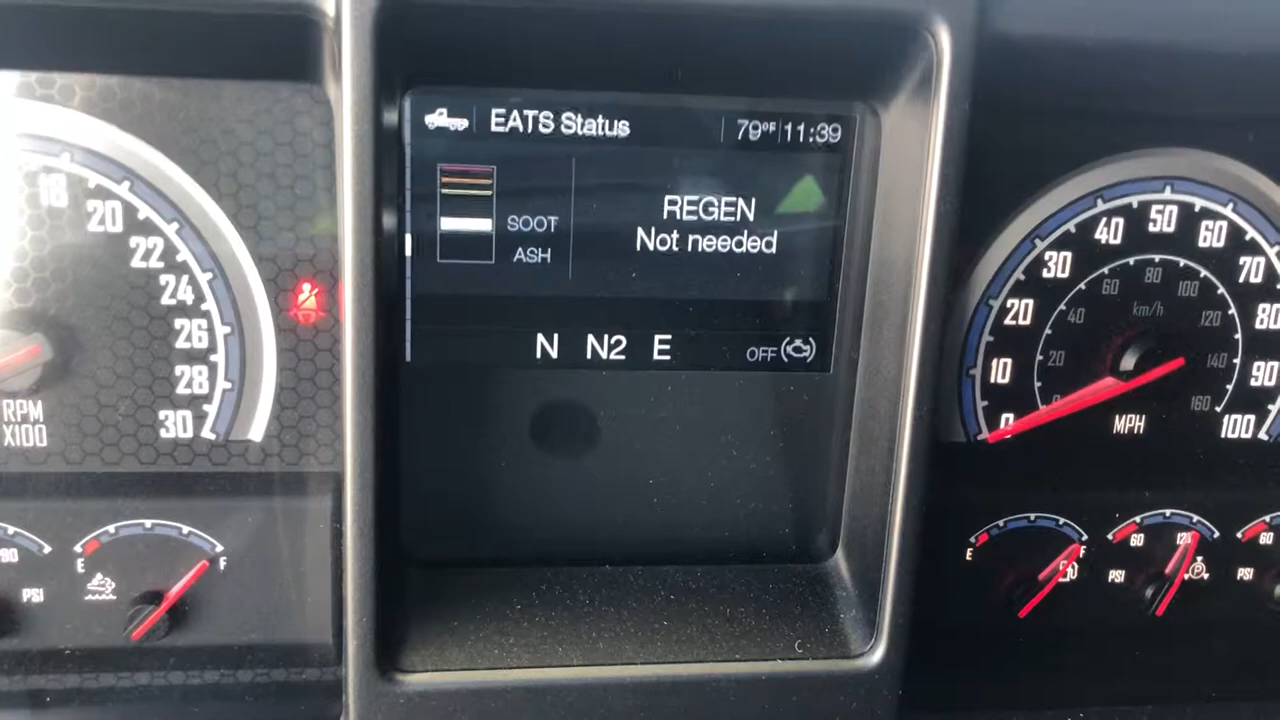 EATS Status
79°F 11:39
SOOT
ASH
REGEN
Not needed
N N2 E
OFF
18
20
22
24
26
28
30
RPM
X100
90
PSI
E
F
0
10
20
30
40
50
60
70
80
90
100
0
20
40
60
80
100
120
140
160
km/h
MPH
E
F
60
120
PSI
P
60
PSI